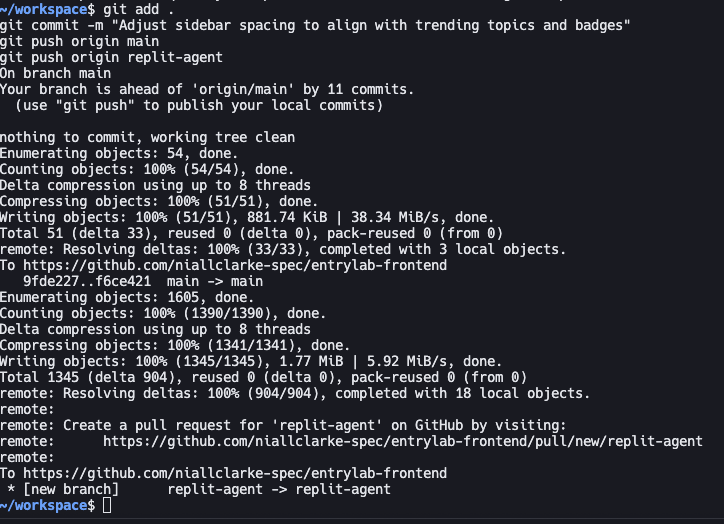 ~/workspace$ git add .
git commit -m "Adjust sidebar spacing to align with trending topics and badges"
git push origin main
git push origin replit-agent
On branch main
Your branch is ahead of 'origin/main' by 11 commits.
  (use "git push" to publish your local commits)

nothing to commit, working tree clean
Enumerating objects: 54, done.
Counting objects: 100% (54/54), done.
Delta compression using up to 8 threads
Compressing objects: 100% (51/51), done.
Writing objects: 100% (51/51), 881.74 KiB | 38.34 MiB/s, done.
Total 51 (delta 33), reused 0 (delta 0), pack-reused 0 (from 0)
remote: Resolving deltas: 100% (33/33), completed with 3 local objects.
To https://github.com/niallclarke-spec/entrylab-frontend
   9fde227..f6ce421  main -> main
Enumerating objects: 1605, done.
Counting objects: 100% (1390/1390), done.
Delta compression using up to 8 threads
Compressing objects: 100% (1341/1341), done.
Writing objects: 100% (1345/1345), 1.77 MiB | 5.92 MiB/s, done.
Total 1345 (delta 904), reused 0 (delta 0), pack-reused 0 (from 0)
remote: Resolving deltas: 100% (904/904), completed with 18 local objects.
remote:
remote: Create a pull request for 'replit-agent' on GitHub by visiting:
remote:      https://github.com/niallclarke-spec/entrylab-frontend/pull/new/replit-agent
remote:
To https://github.com/niallclarke-spec/entrylab-frontend
 * [new branch]      replit-agent -> replit-agent
~/workspace$